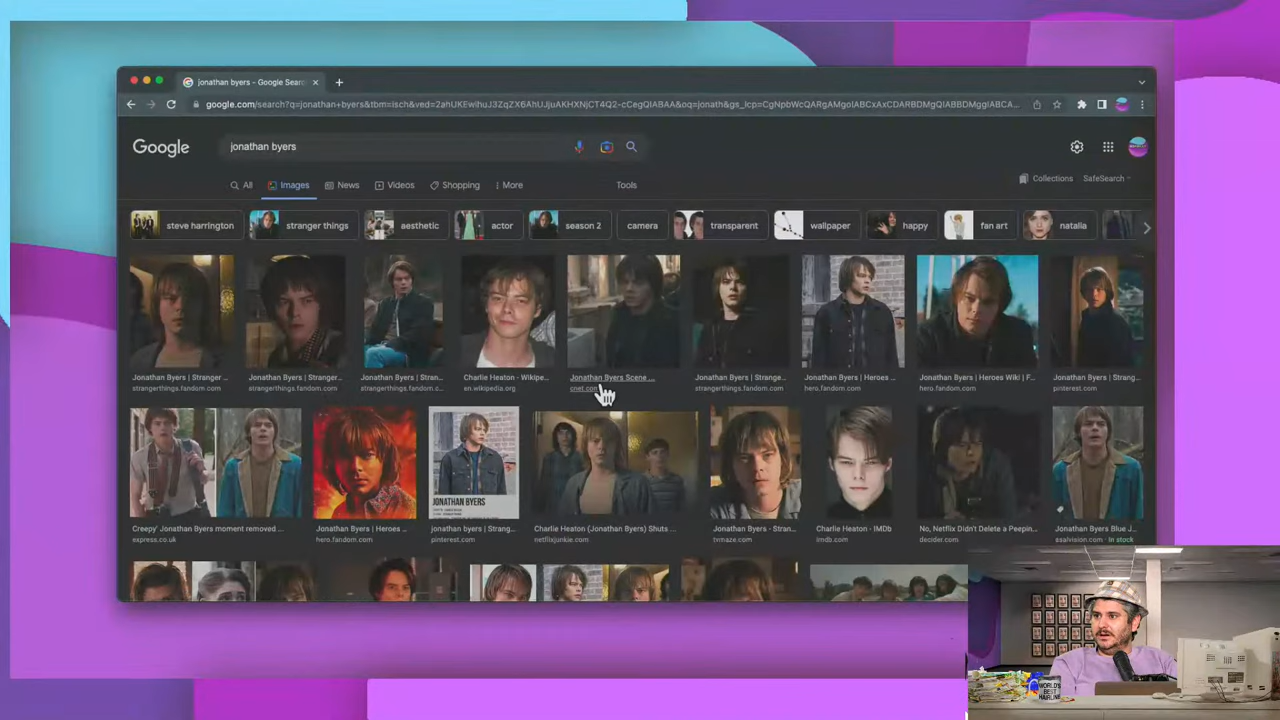 jonathan byers - Google Sear
google.com/search?q=jonathan+byers&tbm=isch&ved=2ahUKEwihuJ3ZqZX6AhUJjuAKHXNjCT4Q2-cCegQIABAA&oq=jonath&gs_lcp=CgNpbWcQARgAMgoIABCxAxCDARBDMgQIABBDMggIABCA...
Google
jonathan byers
All Images News Videos Shopping More Tools
Collections SafeSearch
steve harrington stranger things aesthetic actor season 2 camera transparent wallpaper happy fan art natalia
Jonathan Byers | Stranger ... Jonathan Byers | Stranger... Jonathan Byers | Stran... Charlie Heaton - Wikipe... Jonathan Byers Scene ... Jonathan Byers | Strange... Jonathan Byers | Heroes ... Jonathan Byers | Heroes Wiki | F... Jonathan Byers | Strang...
strangerthings.fandom.com strangerthings.fandom.com strangerthings.fandom.c... en.wikipedia.org strangerthings.fandom.com hero.fandom.com hero.fandom.com pinterest.com
JONATHAN BYERS
Creepy' Jonathan Byers moment removed ... Jonathan Byers | Heroes .. jonathan byers | Strang... Charlie Heaton (Jonathan Byers) Shuts ... Jonathan Byers - Stran... Charlie Heaton - IMDb No, Netflix Didn't Delete a Peepin... Jonathan Byers Blue J...
express.co.uk hero.fandom.com pinterest.com netflixjunkie.com tvmaze.com imdb.com decider.com esalvision.com · In stock
WORLD'S
BEST
HAIRLINE